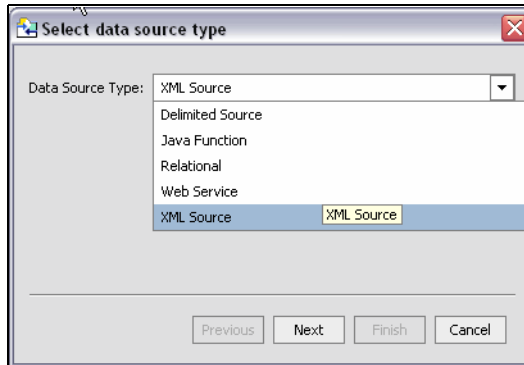 Select data source type
Data Source Type: XML Source
Delimited Source
Java Function
Relational
Web Service
XML Source XML Source
Previous Next Finish Cancel